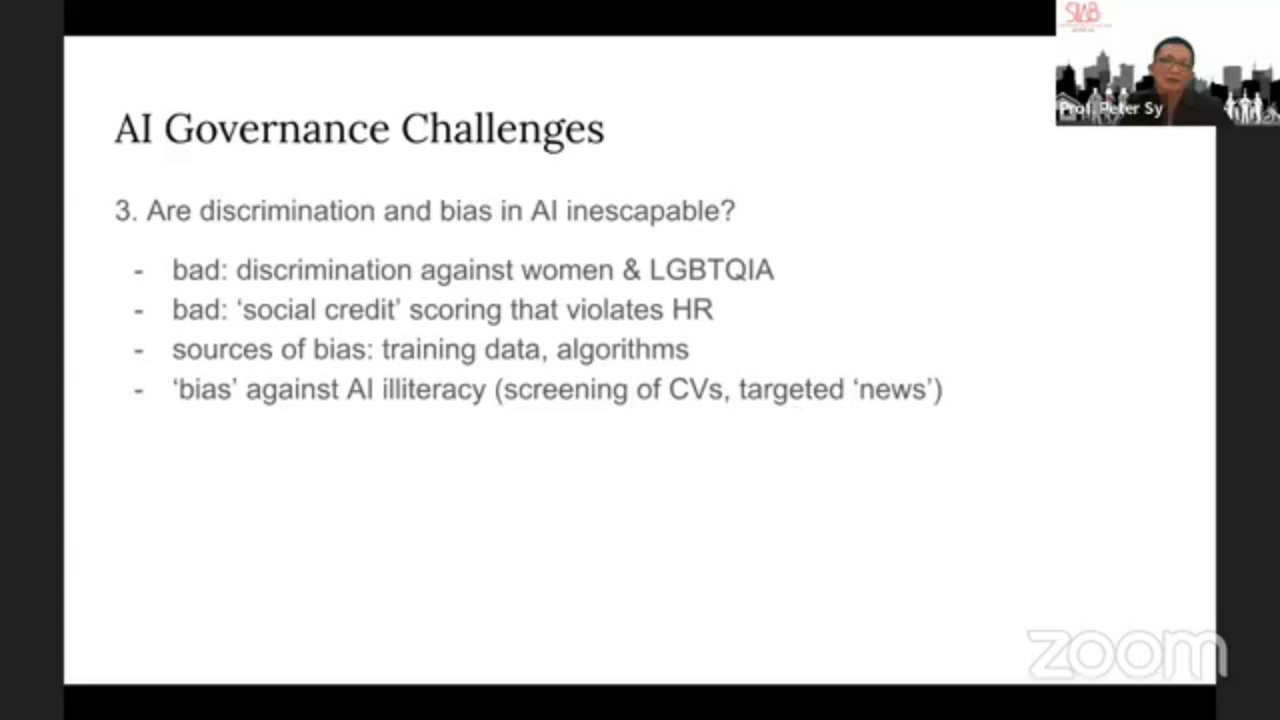 SWB
Prof. Peter Sy
AI Governance Challenges
3. Are discrimination and bias in AI inescapable?
- bad: discrimination against women & LGBTQIA
- bad: ‘social credit’ scoring that violates HR
- sources of bias: training data, algorithms
- ‘bias’ against AI illiteracy (screening of CVs, targeted ‘news’)
zoom